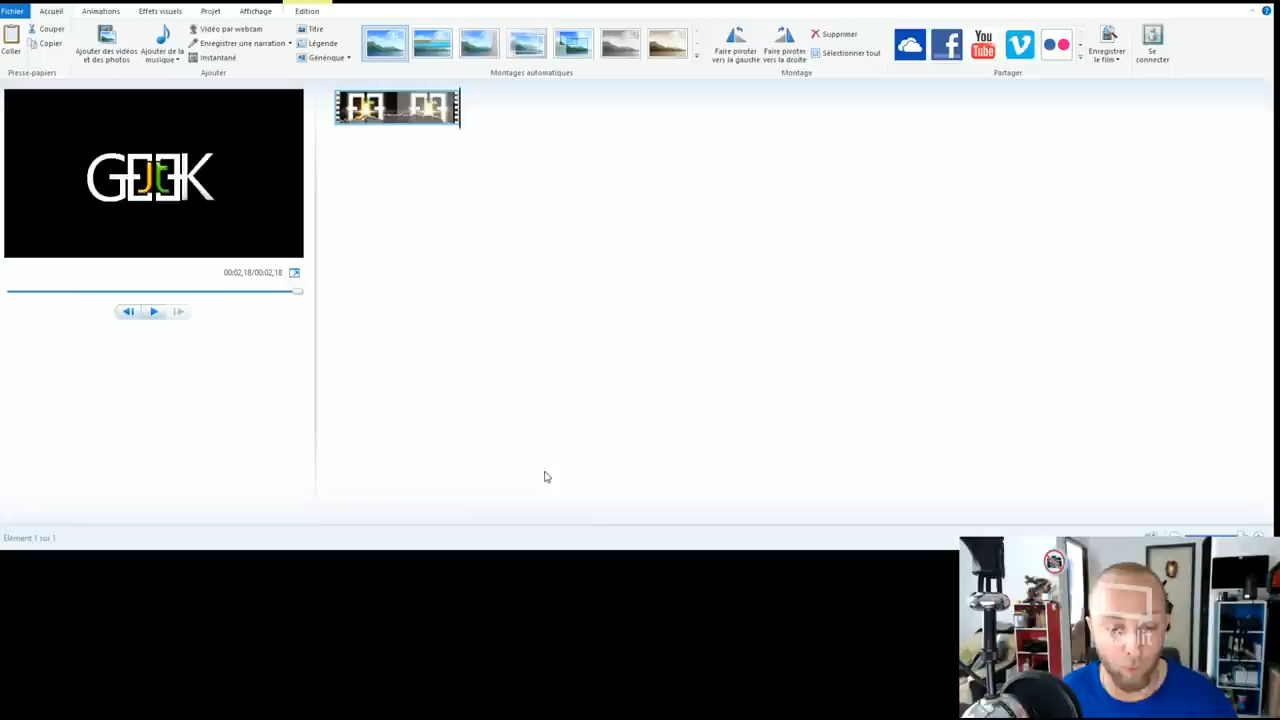 Fichier Accueil Animations Effets visuels Projet Affichage Edition
Coller
Couper
Copier
Presse-papiers
Ajouter des vidéos
et des photos
Ajouter de la
musique
Vidéo par webcam
Enregistrer une narration
Instantané
Titre
Légende
Générique
Ajouter
Montages automatiques
Faire pivoter
vers la gauche
Faire pivoter
vers la droite
Supprimer
Sélectionner tout
Montage
You
Tube
Partager
Enregistrer
le film
Se
connecter
GEEK
Jt
00:02,18/00:02,18
Élément 1 sur 1